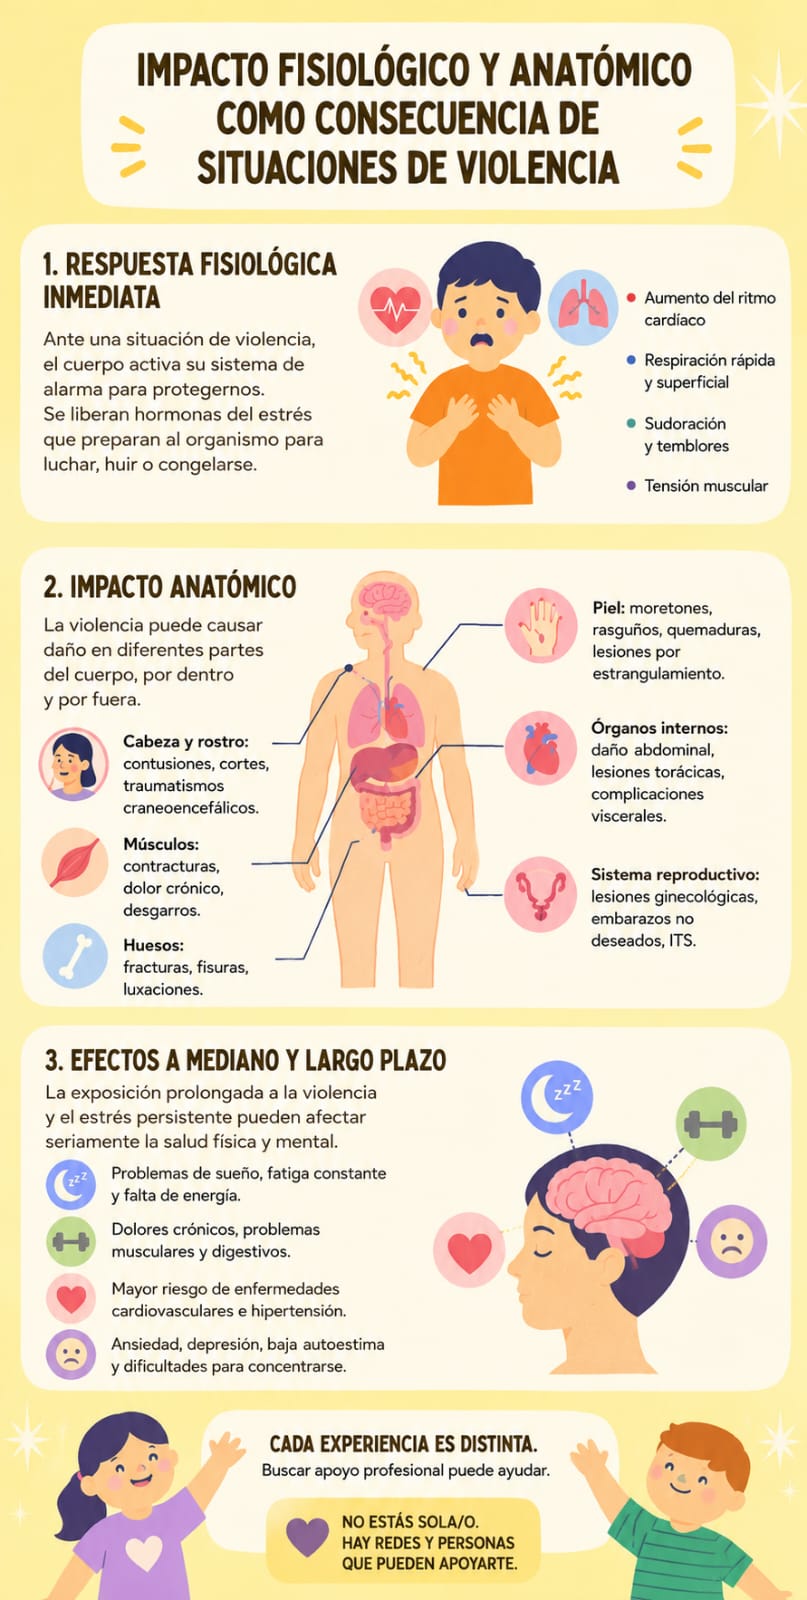 IMPACTO FISIOLÓGICO Y ANATÓMICO
COMO CONSECUENCIA DE
SITUACIONES DE VIOLENCIA
1. RESPUESTA FISIOLÓGICA
INMEDIATA
Ante una situación de violencia,
el cuerpo activa su sistema de
alarma para protegernos.
Se liberan hormonas del estrés
que preparan al organismo para
luchar, huir o congelarse.
Aumento del ritmo
cardíaco
Respiración rápida
y superficial
Sudoración
y temblores
Tensión muscular
2. IMPACTO ANATÓMICO
La violencia puede causar
daño en diferentes partes
del cuerpo, por dentro
y por fuera.
Cabeza y rostro:
contusiones, cortes,
traumatismos
craneoencefálicos.
Músculos:
contracturas,
dolor crónico,
desgarros.
Huesos:
fracturas, fisuras,
luxaciones.
Piel: moretones,
rasguños, quemaduras,
lesiones por
estrangulamiento.
Órganos internos:
daño abdominal,
lesiones torácicas,
complicaciones
viscerales.
Sistema reproductivo:
lesiones ginecológicas,
embarazos no
deseados, ITS.
3. EFECTOS A MEDIANO Y LARGO PLAZO
La exposición prolongada a la violencia
y el estrés persistente pueden afectar
seriamente la salud física y mental.
zzz
Problemas de sueño, fatiga constante
y falta de energía.
Dolores crónicos, problemas
musculares y digestivos.
Mayor riesgo de enfermedades
cardiovasculares e hipertensión.
Ansiedad, depresión, baja autoestima
y dificultades para concentrarse.
zzz
CADA EXPERIENCIA ES DISTINTA.
Buscar apoyo profesional puede ayudar.
NO ESTÁS SOLA/O.
HAY REDES Y PERSONAS
QUE PUEDEN APOYARTE.